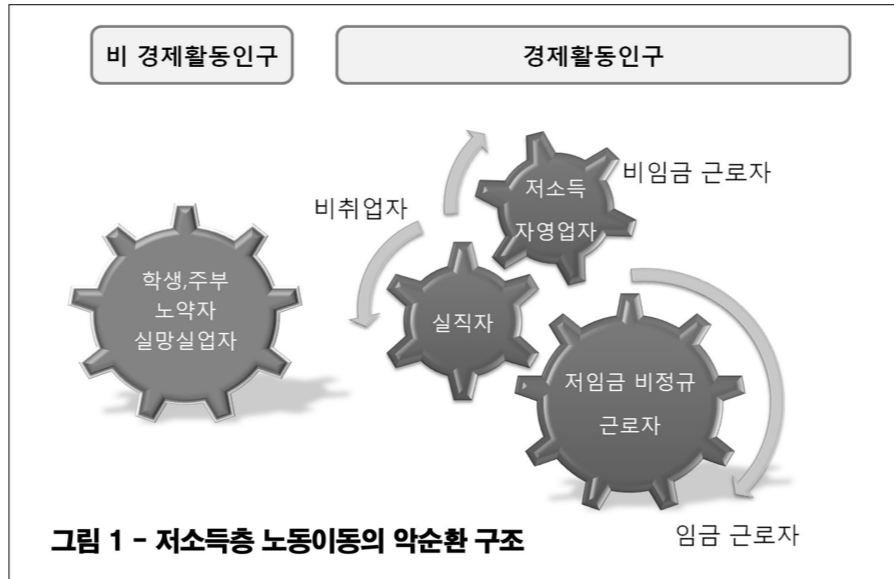 비 경제활동인구
경제활동인구
비임금 근로자
비취업자
저소득
자영업자
학생,주부
노약자
실망실업자
실직자
저임금 비정규
근로자
임금 근로자
그림 1 - 저소득층 노동이동의 악순환 구조